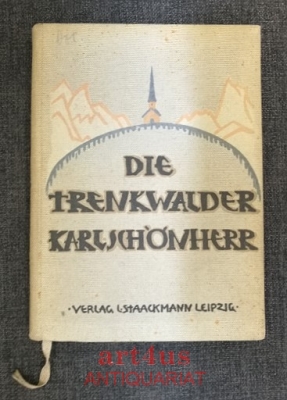 DIE
TRENKWALDER
KARL SCHÖNHERR
·VERLAG L·STAACKMANN LEIPZIG·
art4us
ANTIQUARIAT